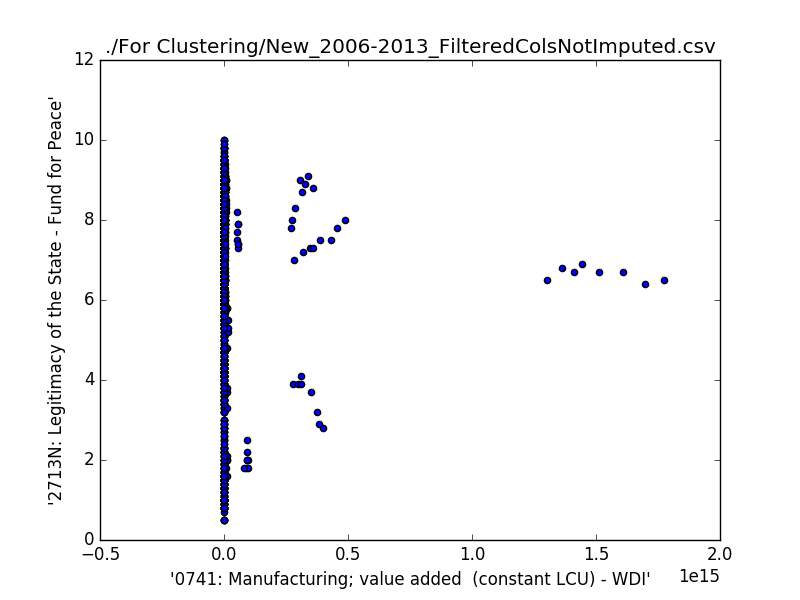 ./For Clustering/New_2006-2013_FilteredColsNotImputed.csv
12
10
8
6
4
2
0
'2713N: Legitimacy of the State - Fund for Peace'
−0.5 0.0 0.5 1.0 1.5 2.0
1e15
'0741: Manufacturing; value added  (constant LCU) - WDI'